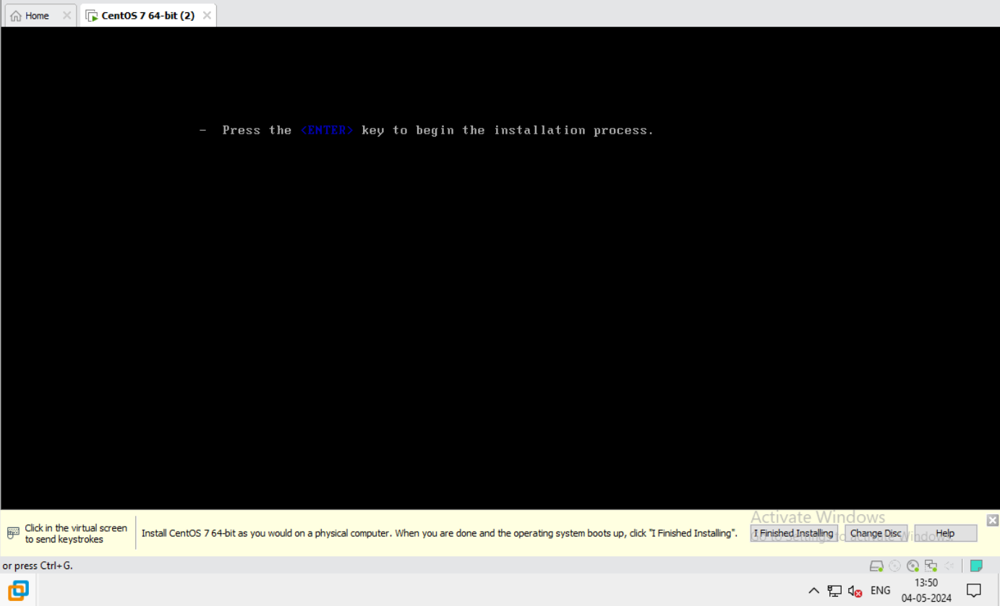 Home
CentOS 7 64-bit (2)
- Press the <ENTER> key to begin the installation process.
Click in the virtual screen
to send keystrokes
Install CentOS 7 64-bit as you would on a physical computer. When you are done and the operating system boots up, click "I Finished Installing".
Activate Windows
Go to Settings to activate Windows.
I Finished Installing
Change Disc
Help
or press Ctrl+G.
ENG
13:50
04-05-2024